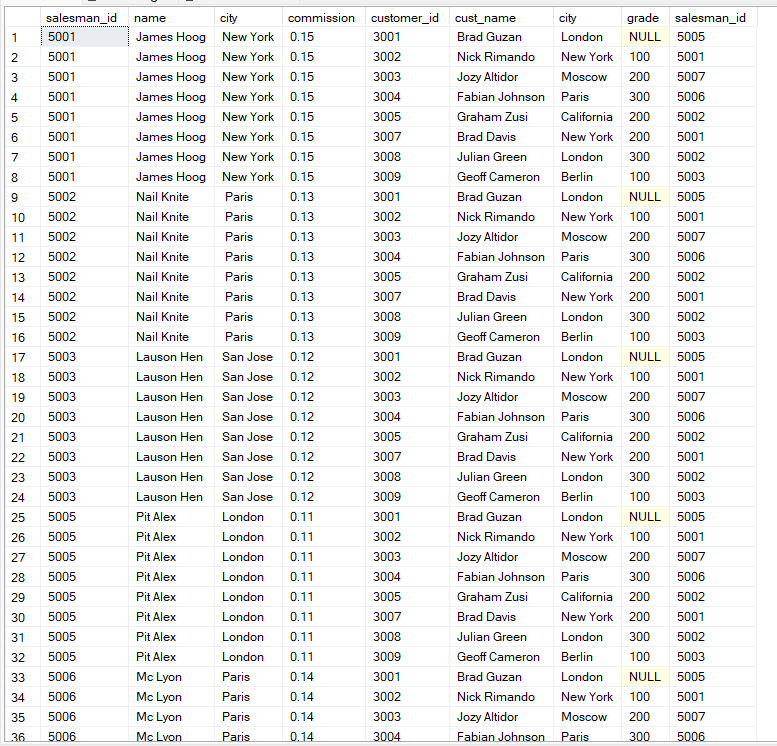 salesman_id name city commission customer_id cust_name city grade salesman_id
1 5001 James Hoog New York 0.15 3001 Brad Guzan London NULL 5005
2 5001 James Hoog New York 0.15 3002 Nick Rimando New York 100 5001
3 5001 James Hoog New York 0.15 3003 Jozy Altidor Moscow 200 5007
4 5001 James Hoog New York 0.15 3004 Fabian Johnson Paris 300 5006
5 5001 James Hoog New York 0.15 3005 Graham Zusi California 200 5002
6 5001 James Hoog New York 0.15 3007 Brad Davis New York 200 5001
7 5001 James Hoog New York 0.15 3008 Julian Green London 300 5002
8 5001 James Hoog New York 0.15 3009 Geoff Cameron Berlin 100 5003
9 5002 Nail Knite Paris 0.13 3001 Brad Guzan London NULL 5005
10 5002 Nail Knite Paris 0.13 3002 Nick Rimando New York 100 5001
11 5002 Nail Knite Paris 0.13 3003 Jozy Altidor Moscow 200 5007
12 5002 Nail Knite Paris 0.13 3004 Fabian Johnson Paris 300 5006
13 5002 Nail Knite Paris 0.13 3005 Graham Zusi California 200 5002
14 5002 Nail Knite Paris 0.13 3007 Brad Davis New York 200 5001
15 5002 Nail Knite Paris 0.13 3008 Julian Green London 300 5002
16 5002 Nail Knite Paris 0.13 3009 Geoff Cameron Berlin 100 5003
17 5003 Lauson Hen San Jose 0.12 3001 Brad Guzan London NULL 5005
18 5003 Lauson Hen San Jose 0.12 3002 Nick Rimando New York 100 5001
19 5003 Lauson Hen San Jose 0.12 3003 Jozy Altidor Moscow 200 5007
20 5003 Lauson Hen San Jose 0.12 3004 Fabian Johnson Paris 300 5006
21 5003 Lauson Hen San Jose 0.12 3005 Graham Zusi California 200 5002
22 5003 Lauson Hen San Jose 0.12 3007 Brad Davis New York 200 5001
23 5003 Lauson Hen San Jose 0.12 3008 Julian Green London 300 5002
24 5003 Lauson Hen San Jose 0.12 3009 Geoff Cameron Berlin 100 5003
25 5005 Pit Alex London 0.11 3001 Brad Guzan London NULL 5005
26 5005 Pit Alex London 0.11 3002 Nick Rimando New York 100 5001
27 5005 Pit Alex London 0.11 3003 Jozy Altidor Moscow 200 5007
28 5005 Pit Alex London 0.11 3004 Fabian Johnson Paris 300 5006
29 5005 Pit Alex London 0.11 3005 Graham Zusi California 200 5002
30 5005 Pit Alex London 0.11 3007 Brad Davis New York 200 5001
31 5005 Pit Alex London 0.11 3008 Julian Green London 300 5002
32 5005 Pit Alex London 0.11 3009 Geoff Cameron Berlin 100 5003
33 5006 Mc Lyon Paris 0.14 3001 Brad Guzan London NULL 5005
34 5006 Mc Lyon Paris 0.14 3002 Nick Rimando New York 100 5001
35 5006 Mc Lyon Paris 0.14 3003 Jozy Altidor Moscow 200 5007
36 5006 Mc Lyon Paris 0.14 3004 Fabian Johnson Paris 300 5006